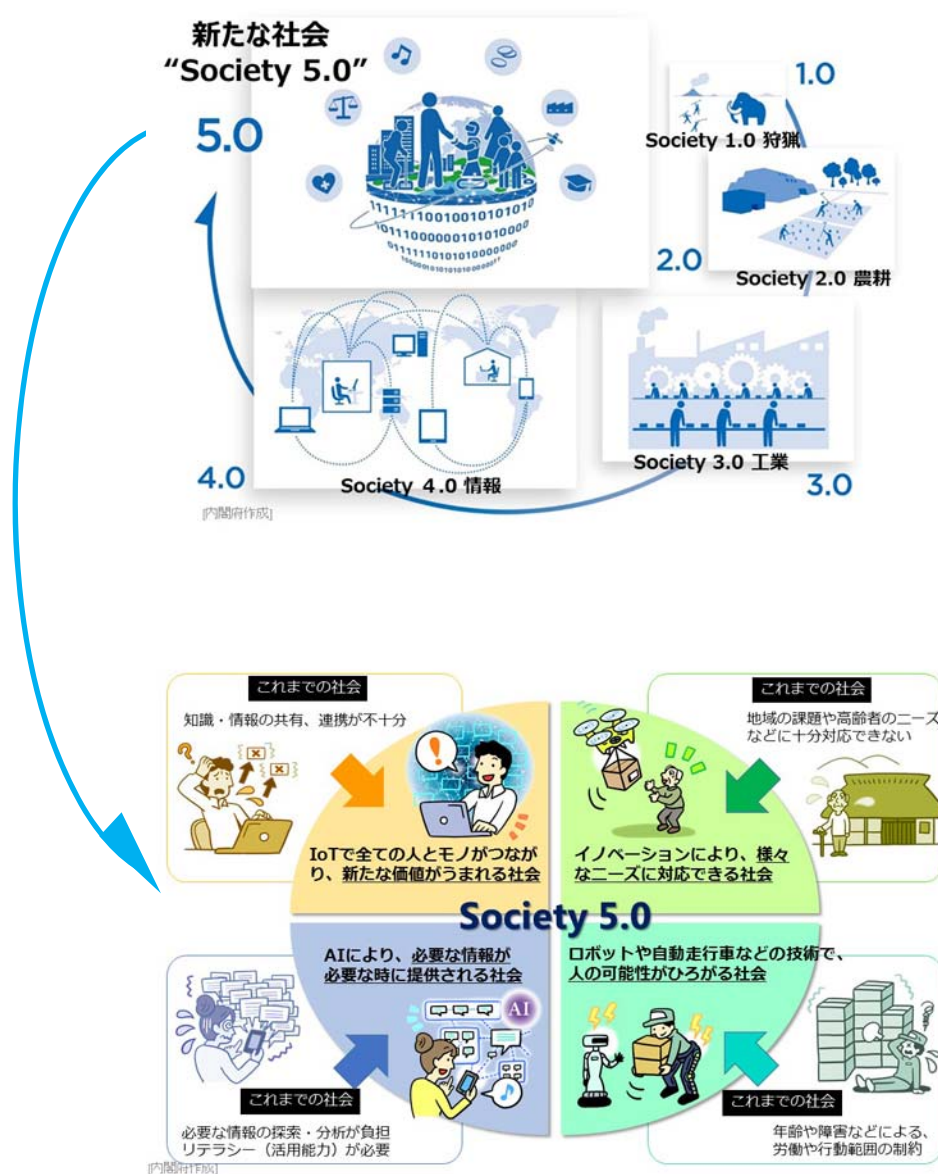 新たな社会
“Society 5.0”
5.0
1.0
Society 1.0 狩猟
2.0
Society 2.0 農耕
11111110010010101010
10111000000101010000
Society 3.0 工業
3.0
4.0
Society 4.0 情報
[内閣府作成]
これまでの社会
知識・情報の共有、連携が不十分
IoTで全ての人とモノがつなが
り、新たな価値がうまれる社会
これまでの社会
地域の課題や高齢者のニーズ
などに十分対応できない
イノベーションにより、様々
なニーズに対応できる社会
Society 5.0
AIにより、必要な情報が
必要な時に提供される社会
AI
これまでの社会
必要な情報の探索・分析が負担
リテラシー（活用能力）が必要
ロボットや自動走行車などの技術で、
人の可能性がひろがる社会
これまでの社会
年齢や障害などによる、
労働や行動範囲の制約
[内閣府作成]